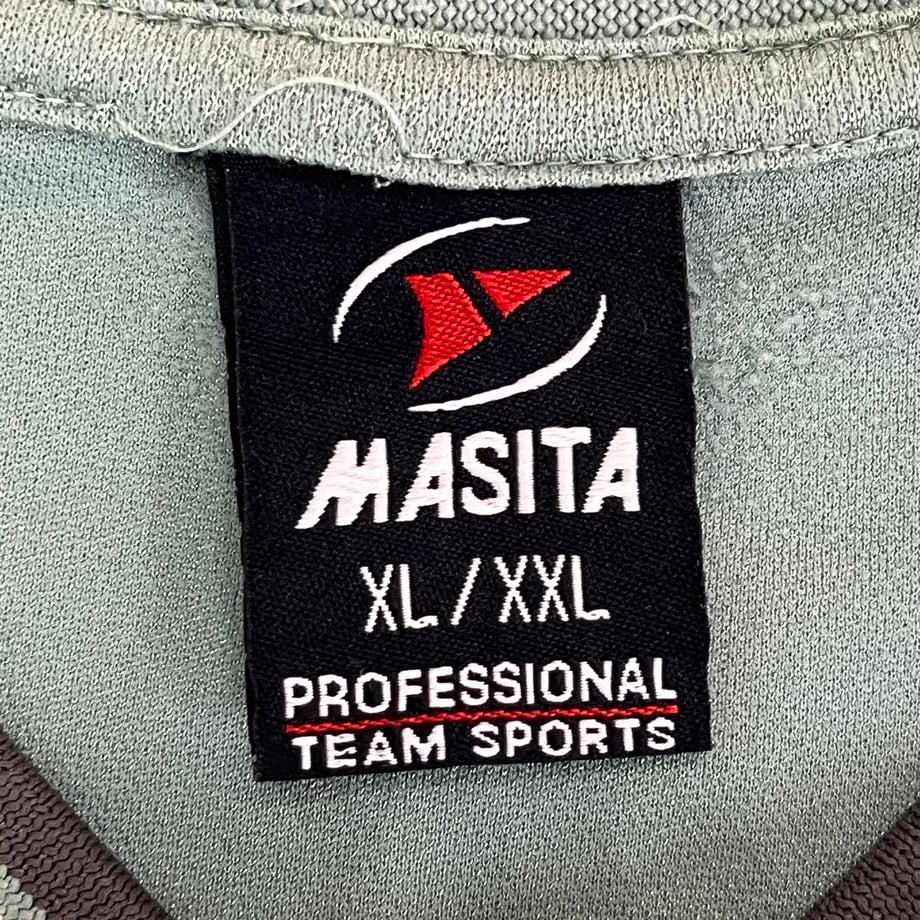 MASITA
XL/XXL
PROFESSIONAL
TEAM SPORTS